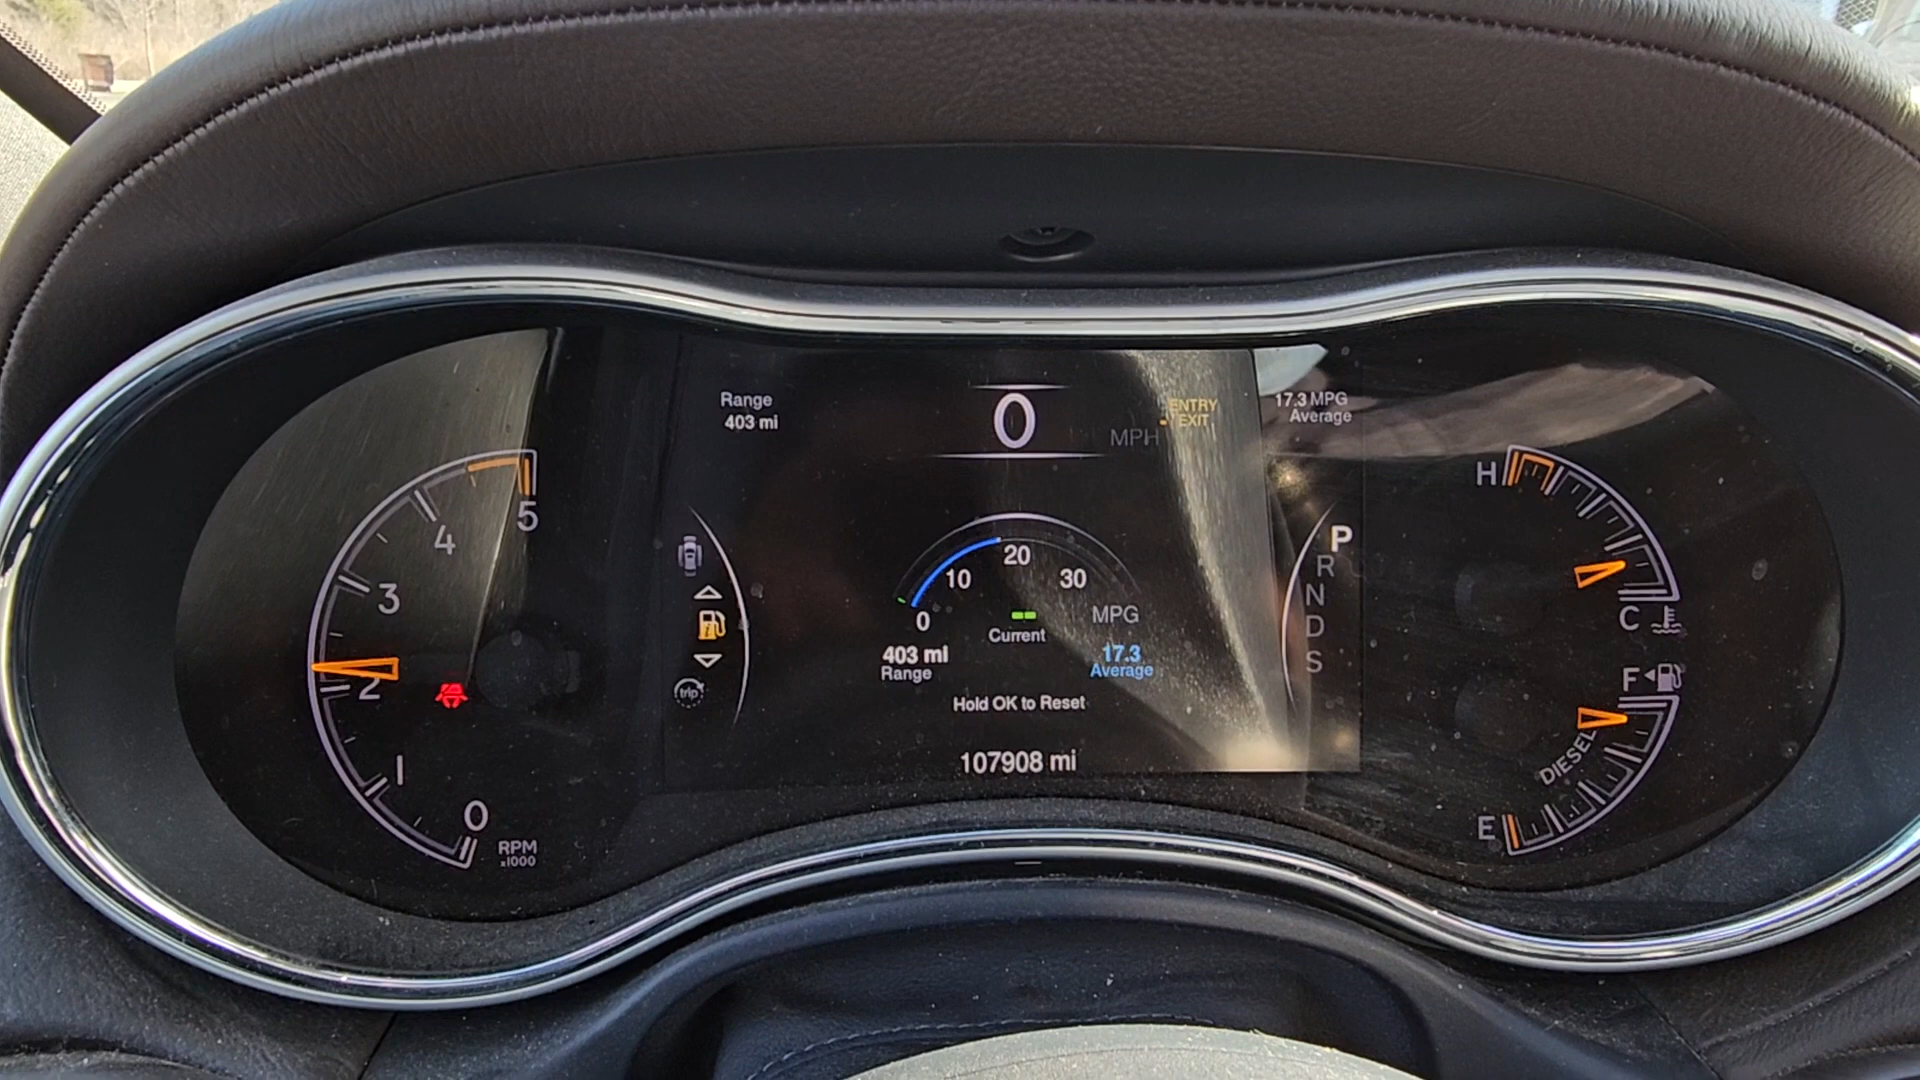 Range
403 mi
0
MPH
ENTRY
EXIT
17.3 MPG
Average
5
4
3
2
1
0
RPM
x1000
trip
0
10
20
30
MPG
Current
403 mi
Range
17.3
Average
Hold OK to Reset
107908 mi
P
R
N
D
S
H
C
F
DIESEL
E